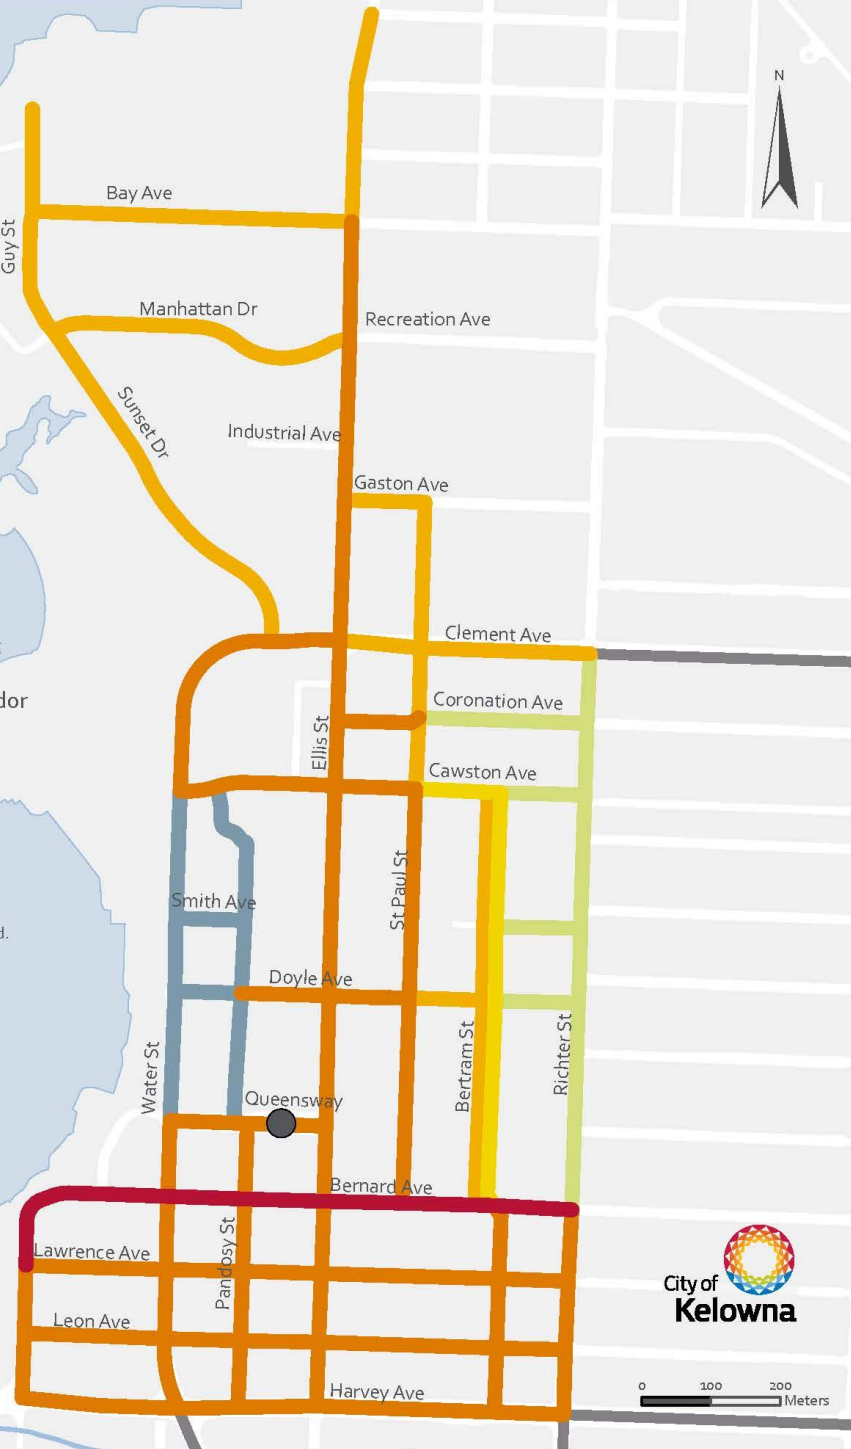 N
Bay Ave
Guy St
Manhattan Dr
Recreation Ave
Sunset Dr
Industrial Ave
Gaston Ave
Clement Ave
dor
Coronation Ave
Ellis St
Cawston Ave
St Paul St
Smith Ave
d.
Doyle Ave
Water St
Bertram St
Richter St
Queensway
Bernard Ave
Pandosy St
Lawrence Ave
City of
Kelowna
Leon Ave
Harvey Ave
0 100 200
Meters